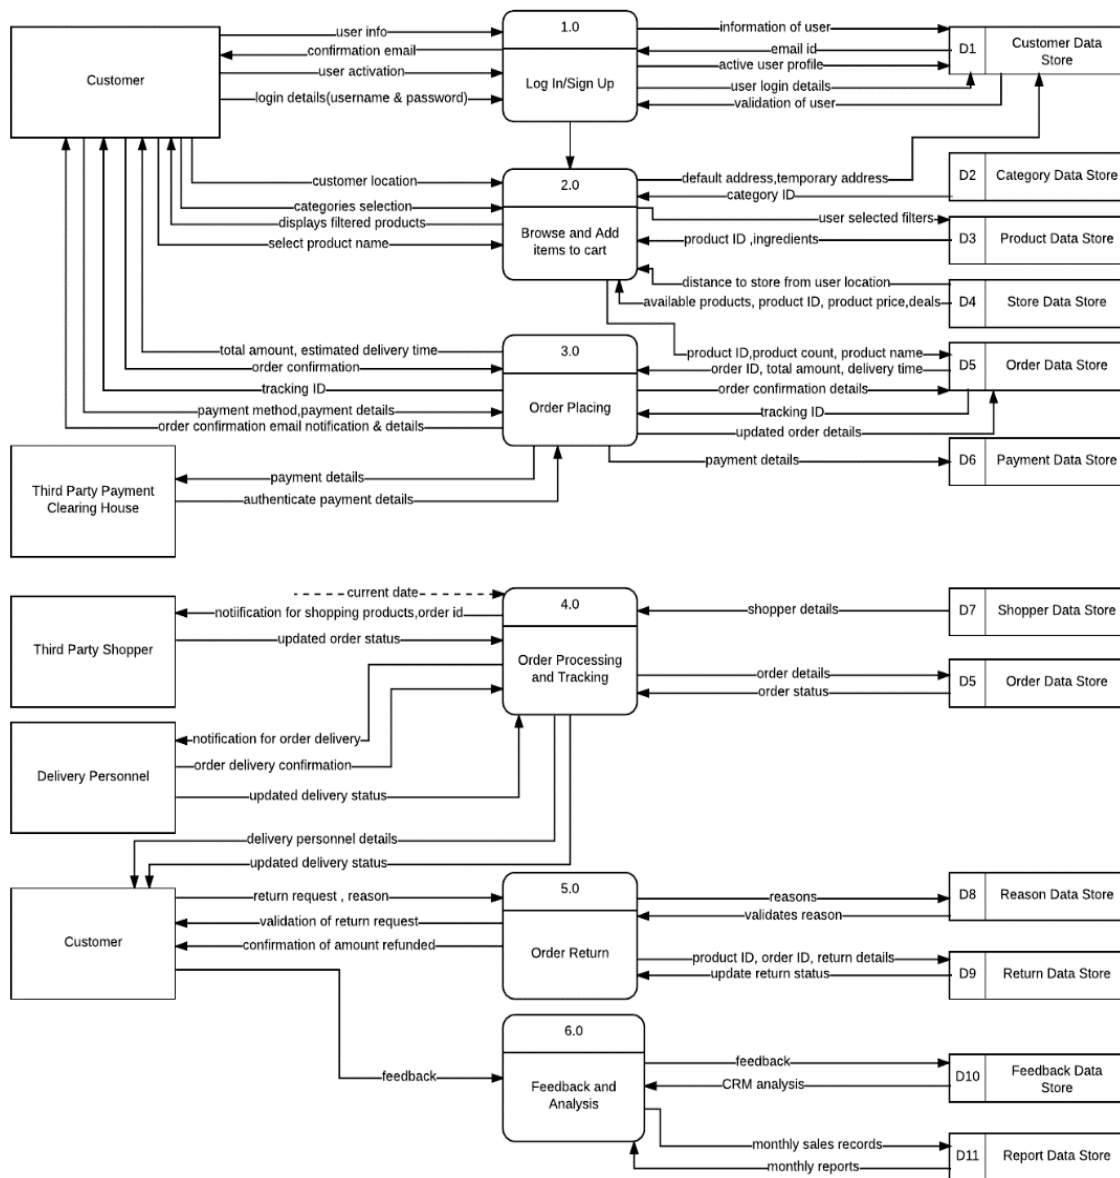 Customer
user info
confirmation email
user activation
login details(username & password)
1.0
Log In/Sign Up
information of user
email id
active user profile
user login details
validation of user
D1
Customer Data
Store
customer location
categories selection
displays filtered products
select product name
2.0
Browse and Add
items to cart
default address,temporary address
category ID
user selected filters
product ID ,ingredients
distance to store from user location
available products, product ID, product price,deals
D2
Category Data Store
D3
Product Data Store
D4
Store Data Store
total amount, estimated delivery time
order confirmation
tracking ID
payment method,payment details
order confirmation email notification & details
3.0
Order Placing
product ID,product count, product name
order ID, total amount, delivery time
order confirmation details
tracking ID
updated order details
payment details
D5
Order Data Store
D6
Payment Data Store
Third Party Payment
Clearing House
payment details
authenticate payment details
current date
notiification for shopping products,order id
updated order status
Third Party Shopper
4.0
Order Processing
and Tracking
shopper details
order details
order status
D7
Shopper Data Store
D5
Order Data Store
Delivery Personnel
notification for order delivery
order delivery confirmation
updated delivery status
delivery personnel details
updated delivery status
Customer
return request , reason
validation of return request
confirmation of amount refunded
5.0
Order Return
reasons
validates reason
product ID, order ID, return details
update return status
D8
Reason Data Store
D9
Return Data Store
feedback
6.0
Feedback and
Analysis
feedback
CRM analysis
monthly sales records
monthly reports
D10
Feedback Data
Store
D11
Report Data Store